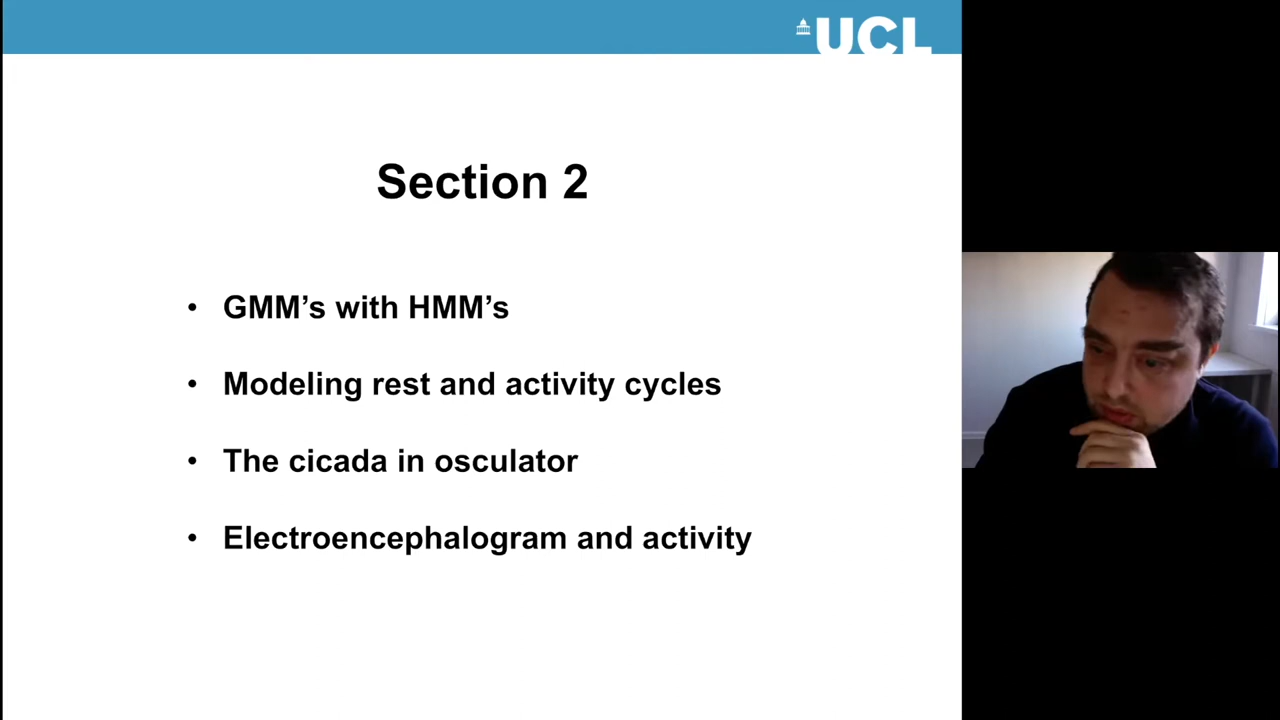 UCL
Section 2
• GMM’s with HMM’s
• Modeling rest and activity cycles
• The cicada in osculator
• Electroencephalogram and activity